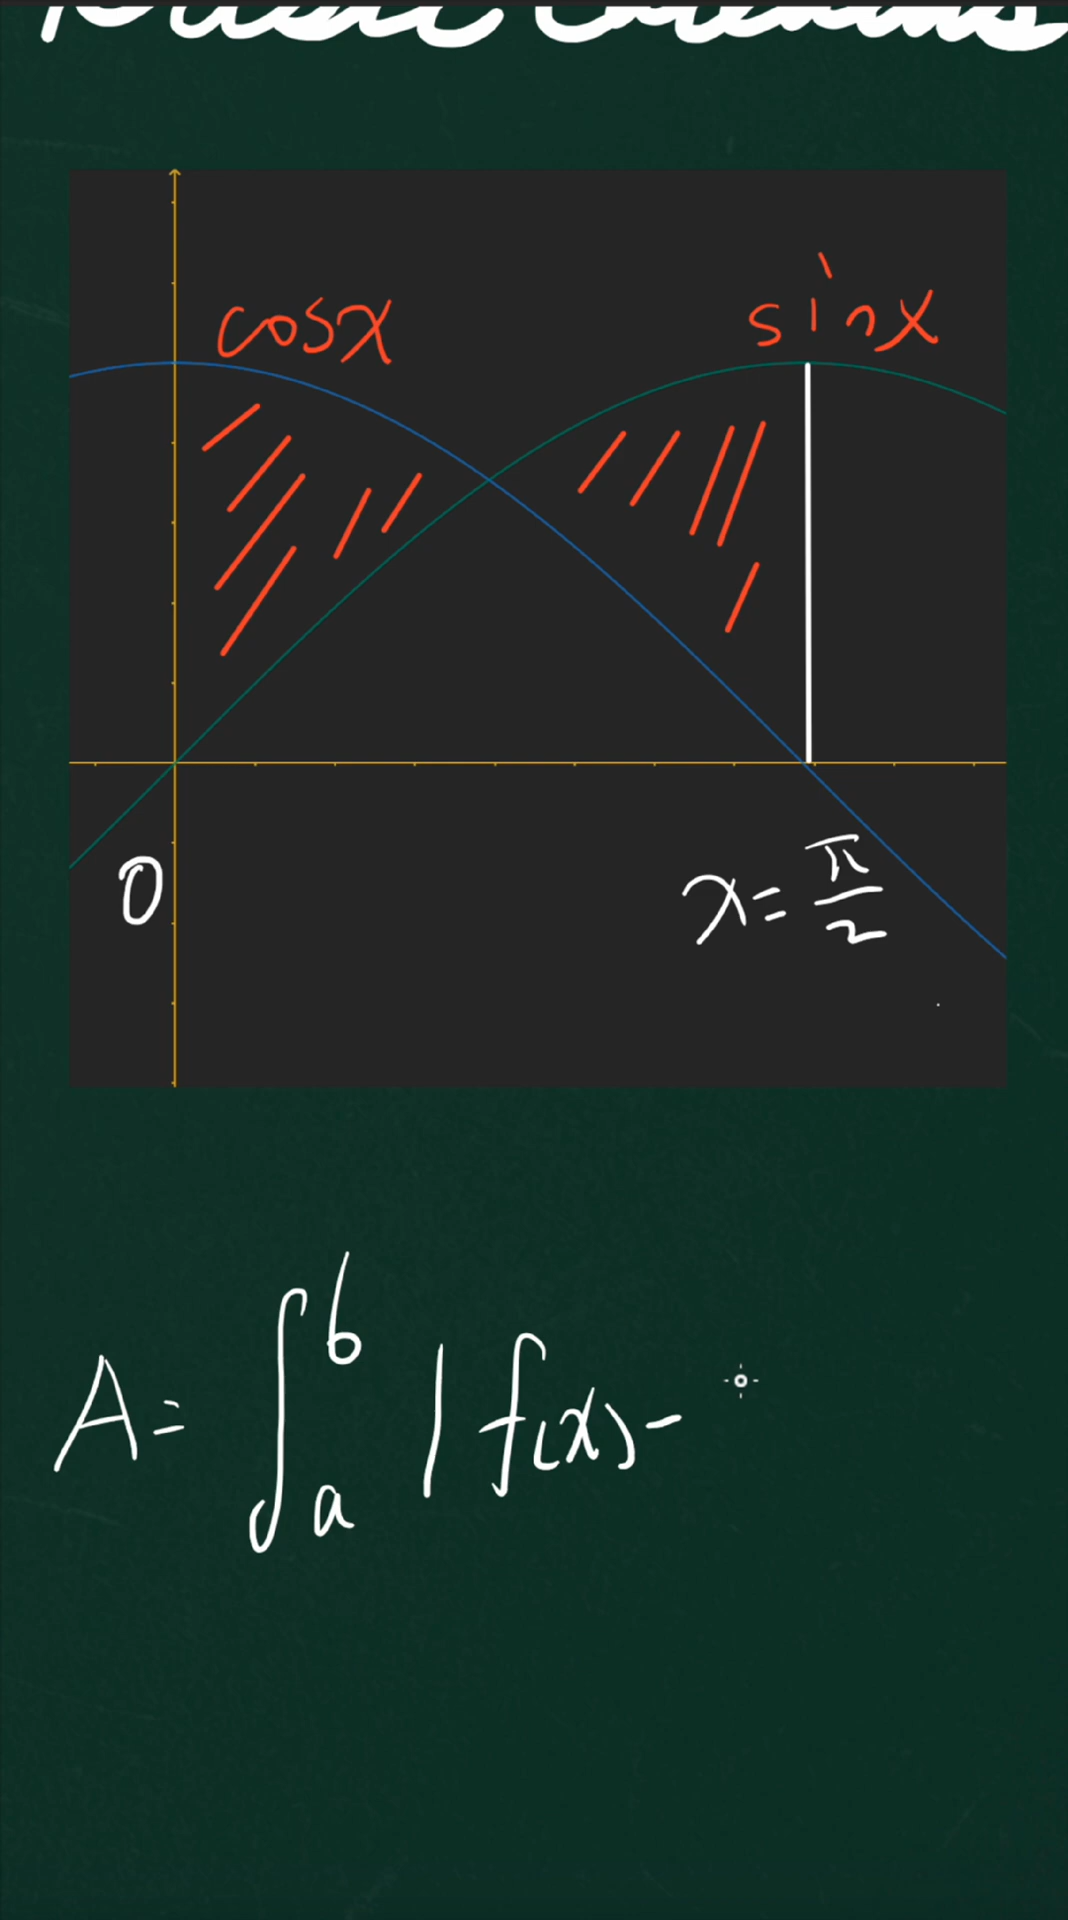 cosx sinx
0 x=π/2
A= ∫_a^b |f(x)-